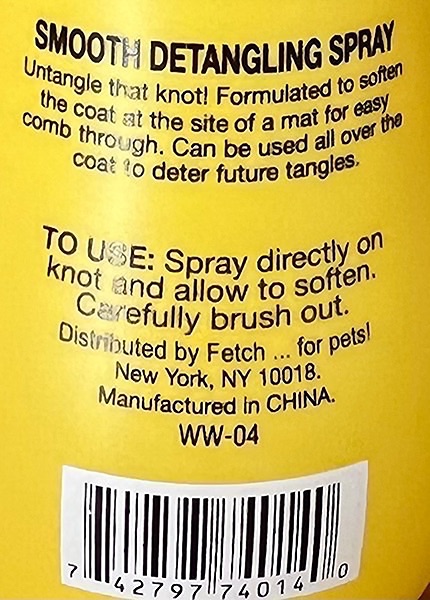 SMOOTH DETANGLING SPRAY
Untangle that knot! Formulated to soften
the coat at the site of a mat for easy
comb through. Can be used all over the
coat to deter future tangles.
TO USE: Spray directly on
knot and allow to soften.
Carefully brush out.
Distributed by Fetch ... for pets!
New York, NY 10018.
Manufactured in CHINA.
WW-04
7 42797 74014 0